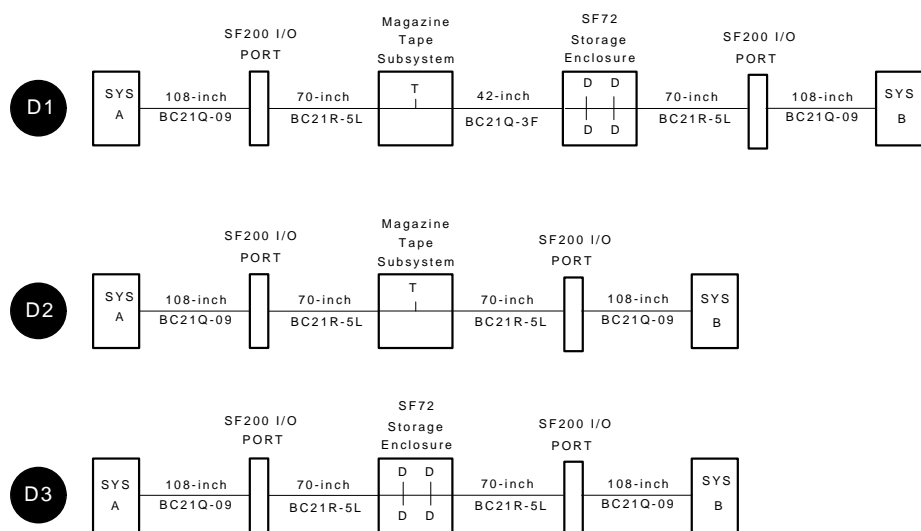 D1
SYS
A
108-inch
BC21Q-09
SF200 I/O
PORT
70-inch
BC21R-5L
Magazine
Tape
Subsystem
T
42-inch
BC21Q-3F
SF72
Storage
Enclosure
D D
D D
70-inch
BC21R-5L
SF200 I/O
PORT
108-inch
BC21Q-09
SYS
B
D2
SYS
A
108-inch
BC21Q-09
SF200 I/O
PORT
70-inch
BC21R-5L
Magazine
Tape
Subsystem
T
70-inch
BC21R-5L
SF200 I/O
PORT
108-inch
BC21Q-09
SYS
B
D3
SYS
A
108-inch
BC21Q-09
SF200 I/O
PORT
70-inch
BC21R-5L
SF72
Storage
Enclosure
D D
D D
70-inch
BC21R-5L
SF200 I/O
PORT
108-inch
BC21Q-09
SYS
B